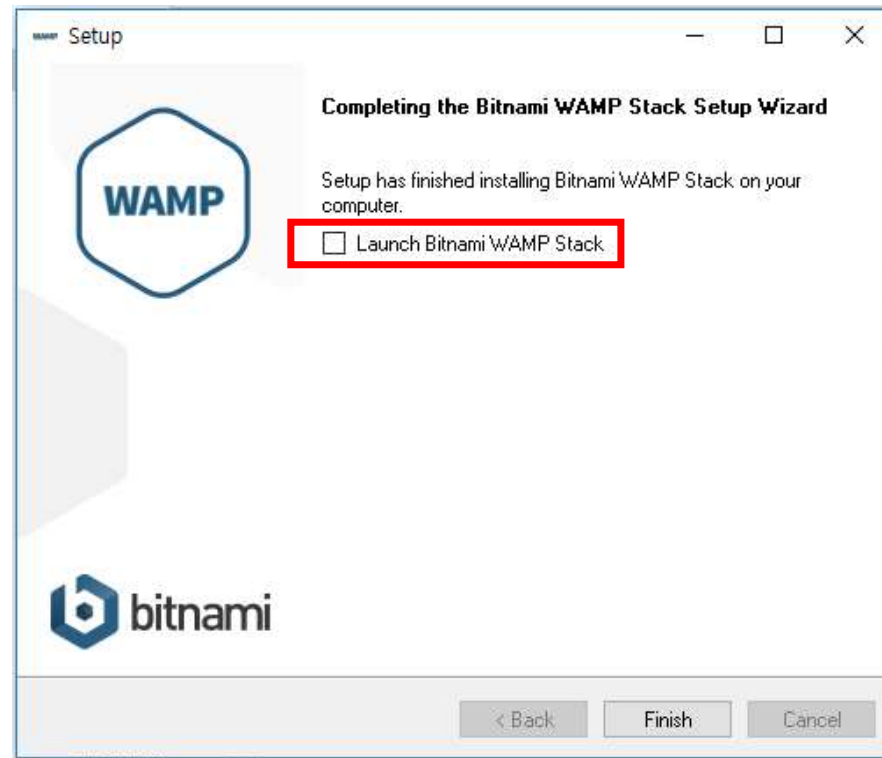 Setup
WAMP
Completing the Bitnami WAMP Stack Setup Wizard
Setup has finished installing Bitnami WAMP Stack on your
computer.
Launch Bitnami WAMP Stack
bitnami
< Back
Finish
Cancel